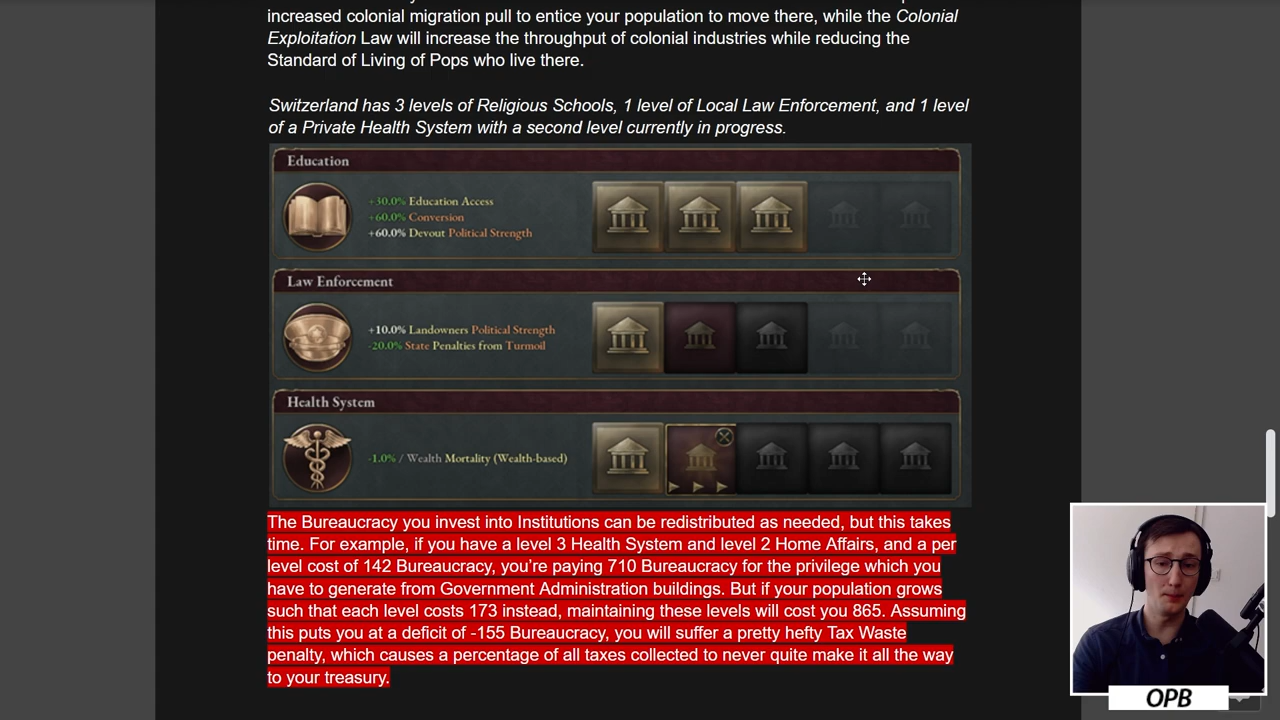 increased colonial migration pull to entice your population to move there, while the Colonial
Exploitation Law will increase the throughput of colonial industries while reducing the
Standard of Living of Pops who live there.
Switzerland has 3 levels of Religious Schools, 1 level of Local Law Enforcement, and 1 level
of a Private Health System with a second level currently in progress.
Education
+30.0% Education Access
+60.0% Conversion
+60.0% Devout Political Strength
Law Enforcement
+10.0% Landowners Political Strength
-20.0% State Penalties from Turmoil
Health System
-1.0% / Wealth Mortality (Wealth-based)
The Bureaucracy you invest into Institutions can be redistributed as needed, but this takes
time. For example, if you have a level 3 Health System and level 2 Home Affairs, and a per
level cost of 142 Bureaucracy, you're paying 710 Bureaucracy for the privilege which you
have to generate from Government Administration buildings. But if your population grows
such that each level costs 173 instead, maintaining these levels will cost you 865. Assuming
this puts you at a deficit of -155 Bureaucracy, you will suffer a pretty hefty Tax Waste
penalty, which causes a percentage of all taxes collected to never quite make it all the way
to your treasury.
OPB